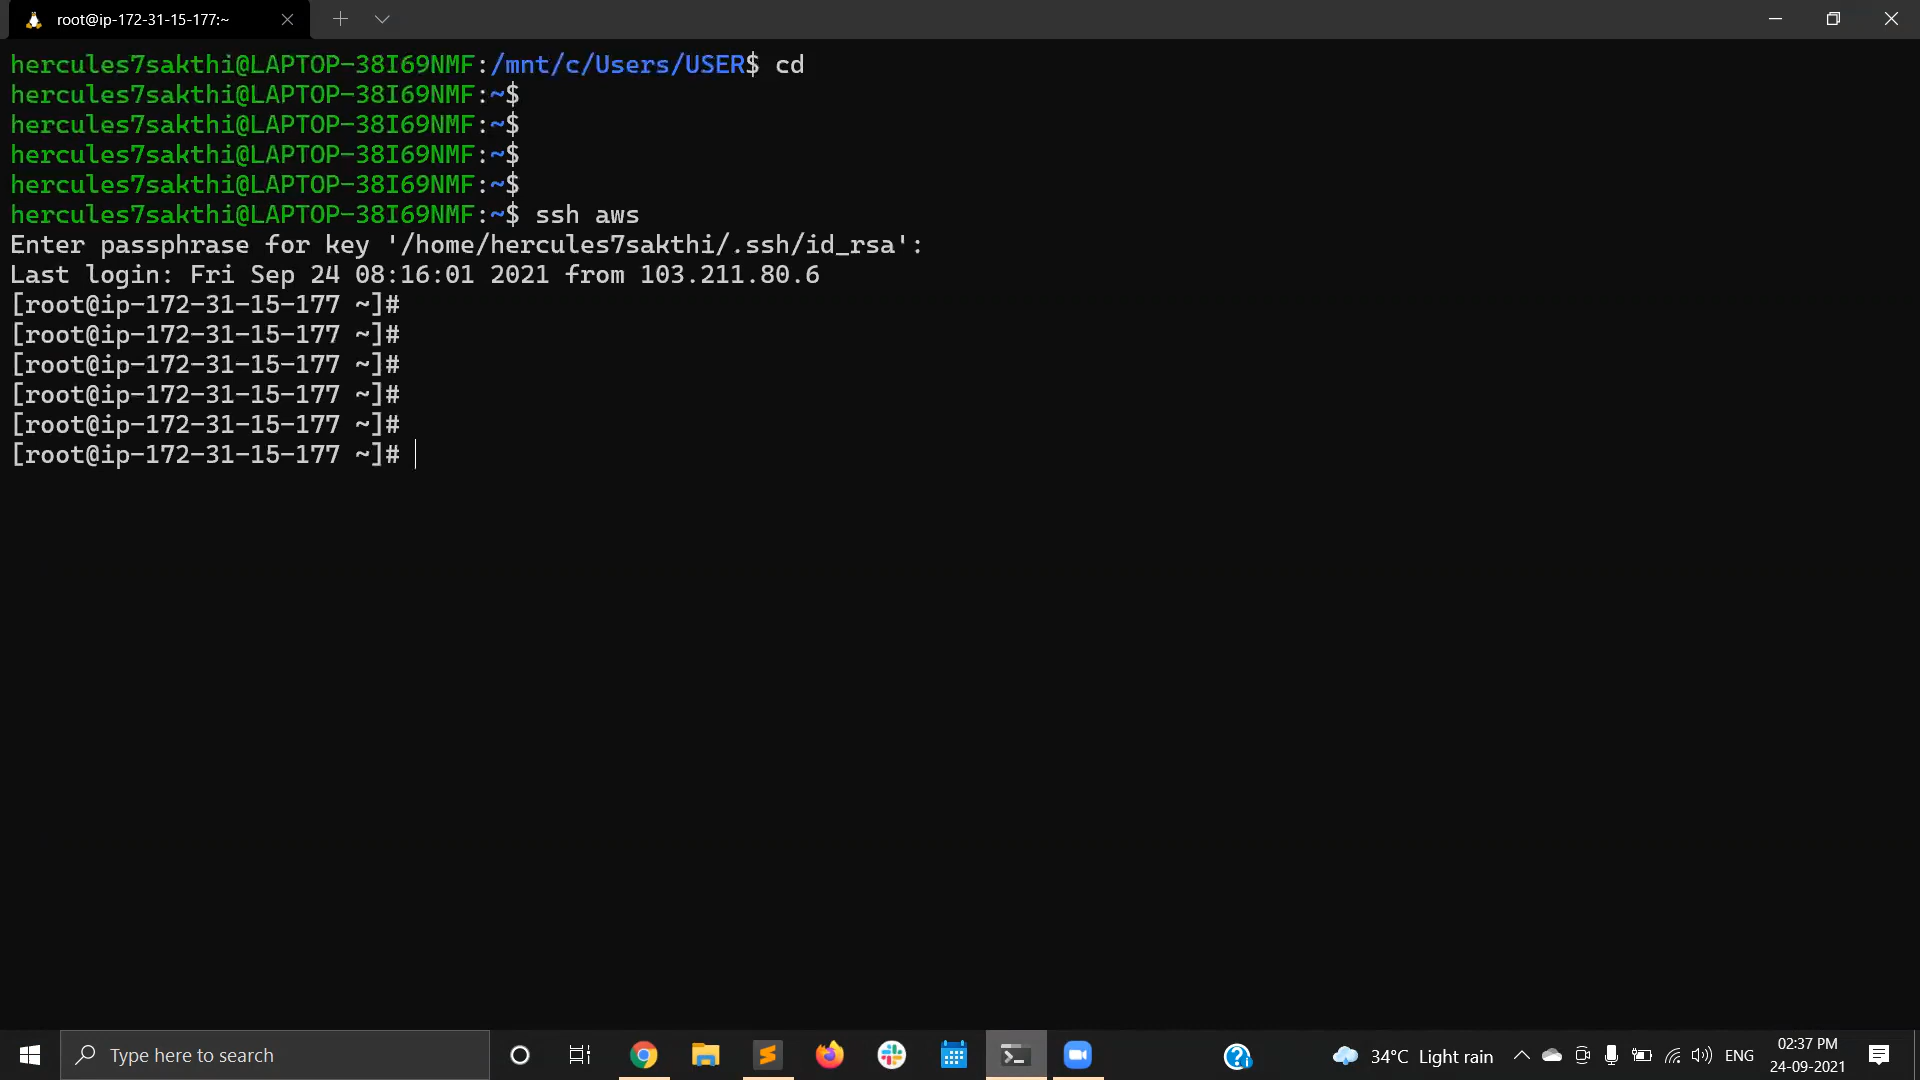 root@ip-172-31-15-177:~
hercules7sakthi@LAPTOP-38I69NMF:/mnt/c/Users/USER$ cd
hercules7sakthi@LAPTOP-38I69NMF:~$
hercules7sakthi@LAPTOP-38I69NMF:~$
hercules7sakthi@LAPTOP-38I69NMF:~$
hercules7sakthi@LAPTOP-38I69NMF:~$
hercules7sakthi@LAPTOP-38I69NMF:~$ ssh aws
Enter passphrase for key '/home/hercules7sakthi/.ssh/id_rsa':
Last login: Fri Sep 24 08:16:01 2021 from 103.211.80.6
[root@ip-172-31-15-177 ~]#
[root@ip-172-31-15-177 ~]#
[root@ip-172-31-15-177 ~]#
[root@ip-172-31-15-177 ~]#
[root@ip-172-31-15-177 ~]#
[root@ip-172-31-15-177 ~]#
Type here to search
34°C Light rain
ENG
02:37 PM
24-09-2021